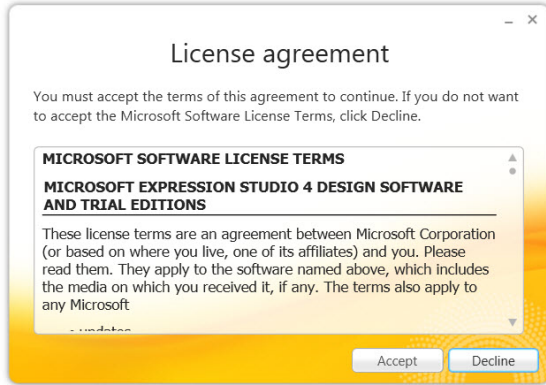 License agreement
You must accept the terms of this agreement to continue. If you do not want
to accept the Microsoft Software License Terms, click Decline.
MICROSOFT SOFTWARE LICENSE TERMS
MICROSOFT EXPRESSION STUDIO 4 DESIGN SOFTWARE
AND TRIAL EDITIONS
These license terms are an agreement between Microsoft Corporation
(or based on where you live, one of its affiliates) and you. Please
read them. They apply to the software named above, which includes
the media on which you received it, if any. The terms also apply to
any Microsoft
• updates
Accept Decline